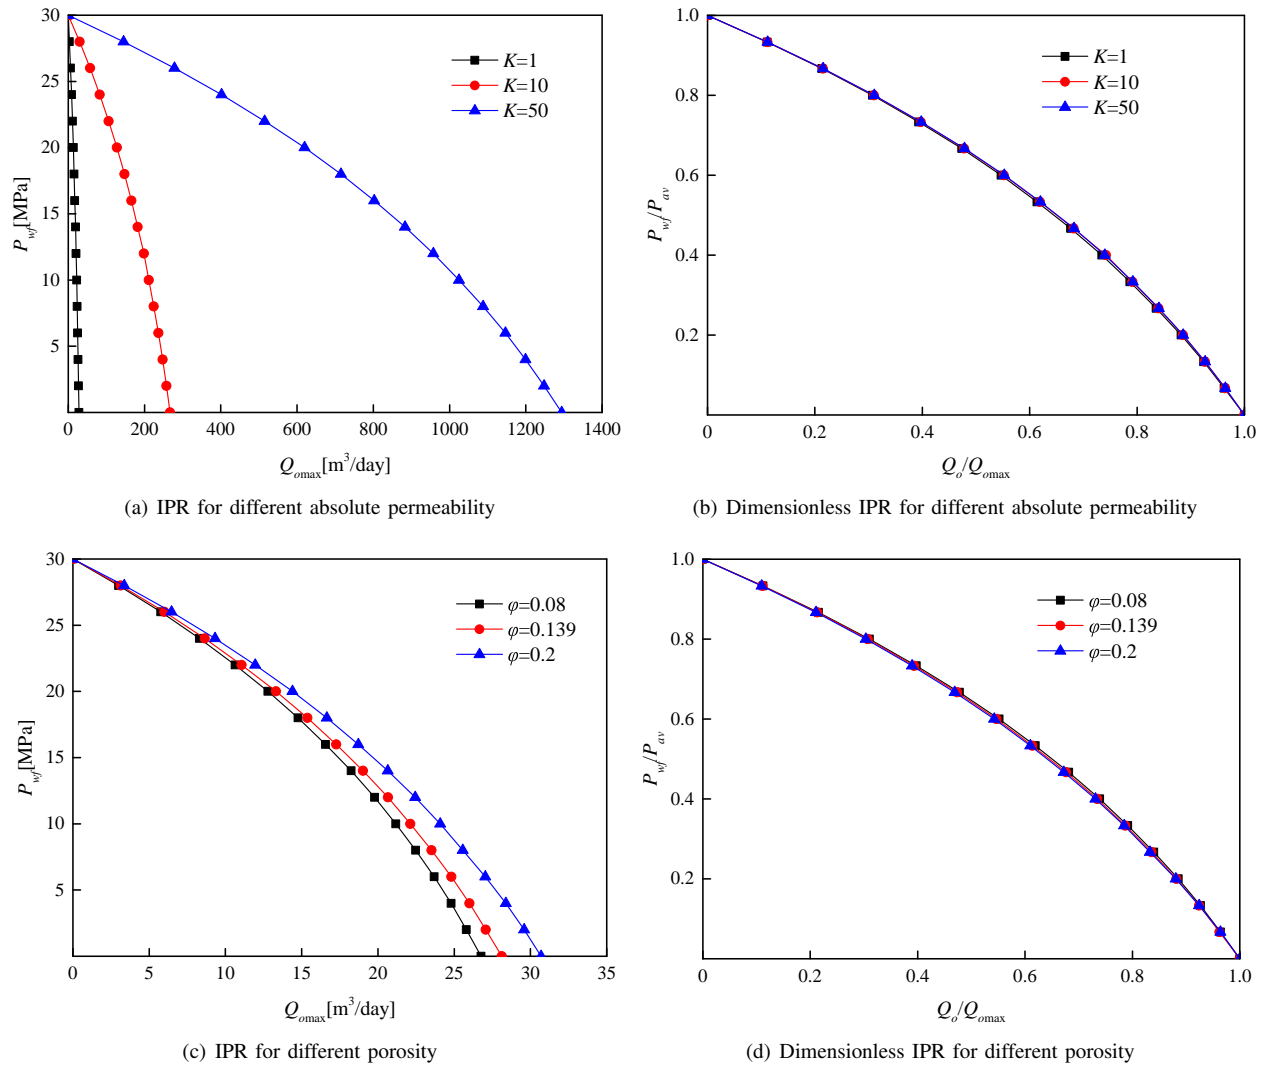 30
25
20
15
10
5
P_wf[MPa]
K=1
K=10
K=50
0
200
400
600
800
1000
1200
1400
Q_omax[m³/day]
(a) IPR for different absolute permeability
1.0
0.8
0.6
0.4
0.2
P_wf/P_av
K=1
K=10
K=50
0
0.2
0.4
0.6
0.8
1.0
Q_o/Q_omax
(b) Dimensionless IPR for different absolute permeability
30
25
20
15
10
5
P_wf[MPa]
φ=0.08
φ=0.139
φ=0.2
0
5
10
15
20
25
30
35
Q_omax[m³/day]
(c) IPR for different porosity
1.0
0.8
0.6
0.4
0.2
P_wf/P_av
φ=0.08
φ=0.139
φ=0.2
0
0.2
0.4
0.6
0.8
1.0
Q_o/Q_omax
(d) Dimensionless IPR for different porosity